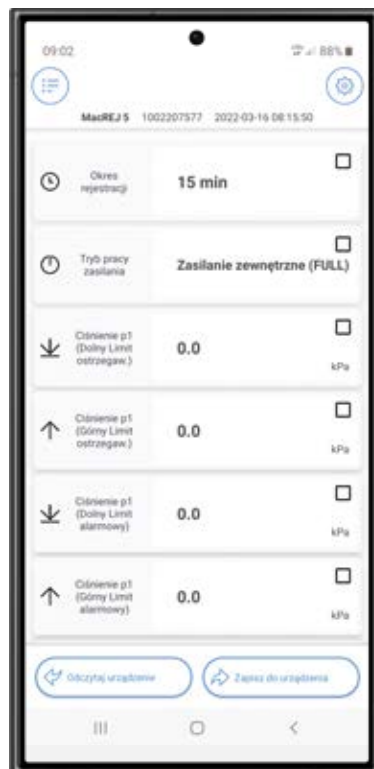 09:02
88%
MacREJ 5 1002207577 2022-03-16 08:15:50
Okres
rejestracji
15 min
Tryb pracy
zasilania
Zasilanie zewnętrzne (FULL)
Ciśnienie p1
(Dolny Limit
ostrzegaw.)
0.0
kPa
Ciśnienie p1
(Górny Limit
ostrzegaw.)
0.0
kPa
Ciśnienie p1
(Dolny Limit
alarmowy)
0.0
kPa
Ciśnienie p1
(Górny Limit
alarmowy)
0.0
kPa
Odczytaj urządzenie
Zapisz do urządzenia